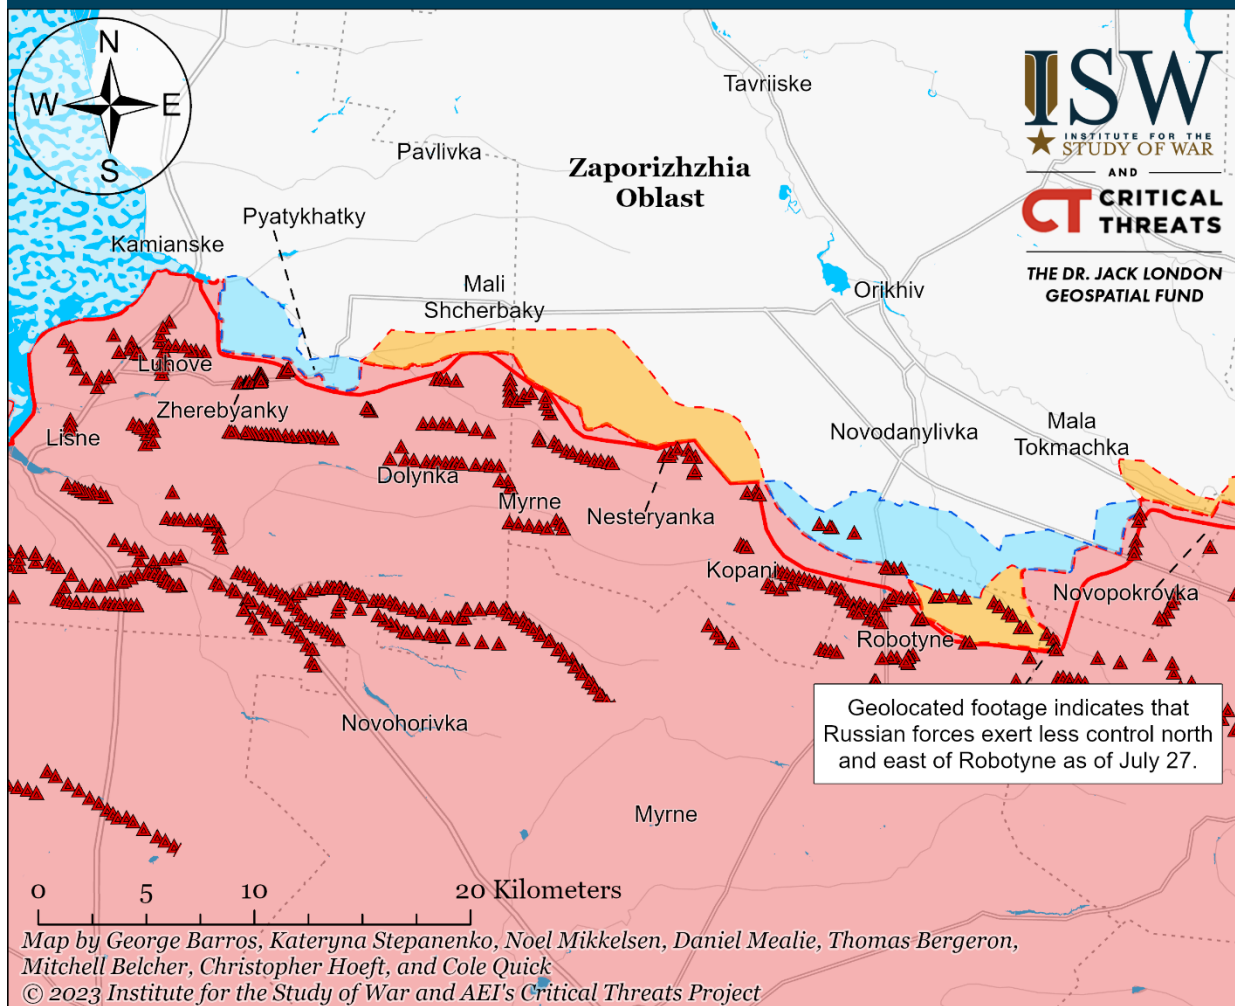 N
W
E
S
Tavriiske
ISW
INSTITUTE FOR THE
STUDY OF WAR
AND
CT CRITICAL
THREATS
THE DR. JACK LONDON
GEOSPATIAL FUND
Pavlivka
Zaporizhzhia
Oblast
Pyatykhatky
Kamianske
Mali
Shcherbaky
Orikhiv
Luhove
Zherebyanky
Lisne
Novodanylivka
Mala
Tokmachka
Dolynka
Myrne
Nesteryanka
Kopani
Novopokrovka
Robotyne
Geolocated footage indicates that
Russian forces exert less control north
and east of Robotyne as of July 27.
Novohorivka
Myrne
0 5 10 20 Kilometers
Map by George Barros, Kateryna Stepanenko, Noel Mikkelsen, Daniel Mealie, Thomas Bergeron,
Mitchell Belcher, Christopher Hoeft, and Cole Quick
© 2023 Institute for the Study of War and AEI's Critical Threats Project